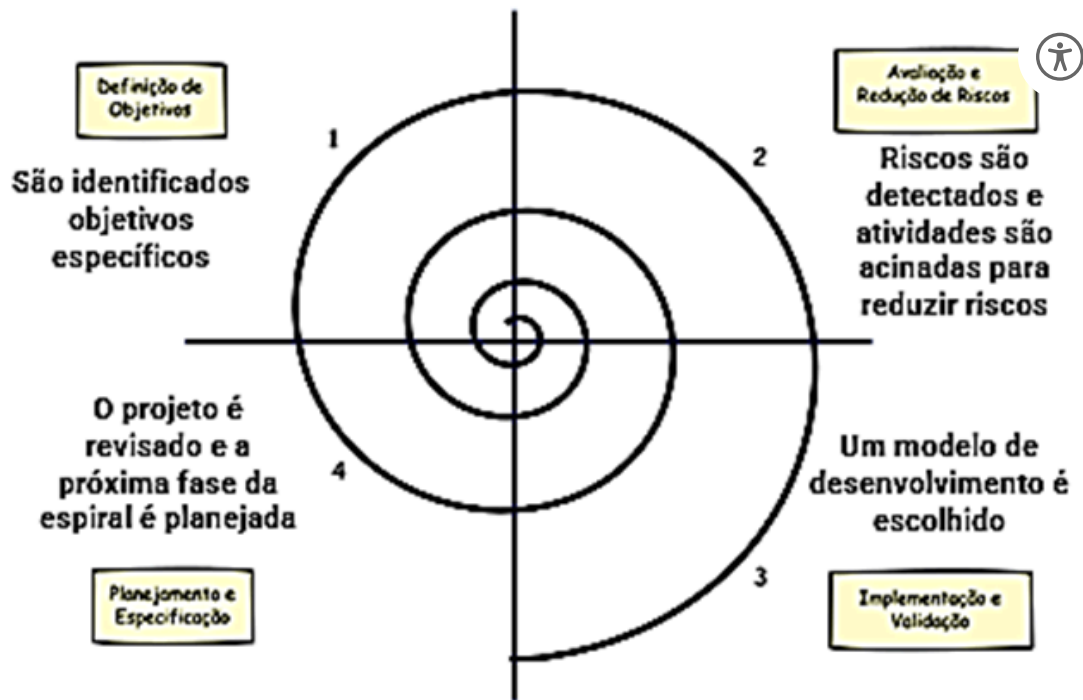 Definição de
Objetivos
1
São identificados
objetivos
específicos
Avaliação e
Redução de Riscos
2
Riscos são
detectados e
atividades são
acinadas para
reduzir riscos
O projeto é
revisado e a
próxima fase da
espiral é planejada
4
Planejamento e
Especificação
Um modelo de
desenvolvimento é
escolhido
3
Implementação e
Validação